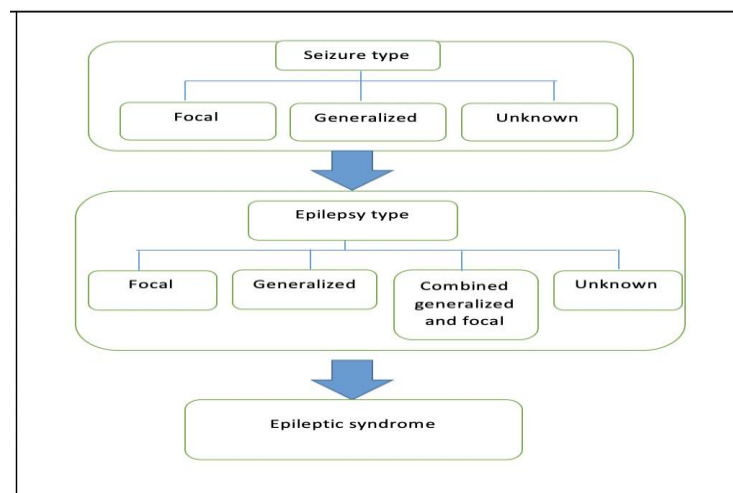 Seizure type
Focal
Generalized
Unknown
Epilepsy type
Focal
Generalized
Combined
generalized
and focal
Unknown
Epileptic syndrome